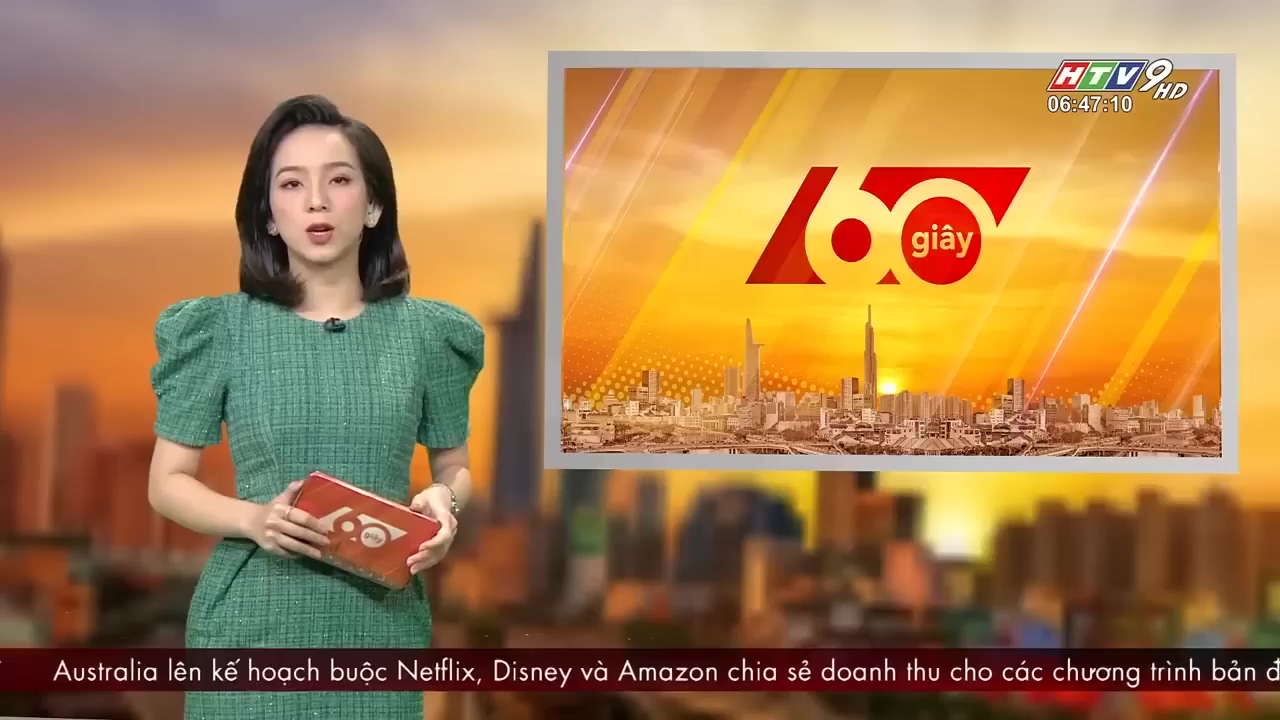 HTV9 HD
06:47:10
60 giây
60 giây
Australia lên kế hoạch buộc Netflix, Disney và Amazon chia sẻ doanh thu cho các chương trình bản